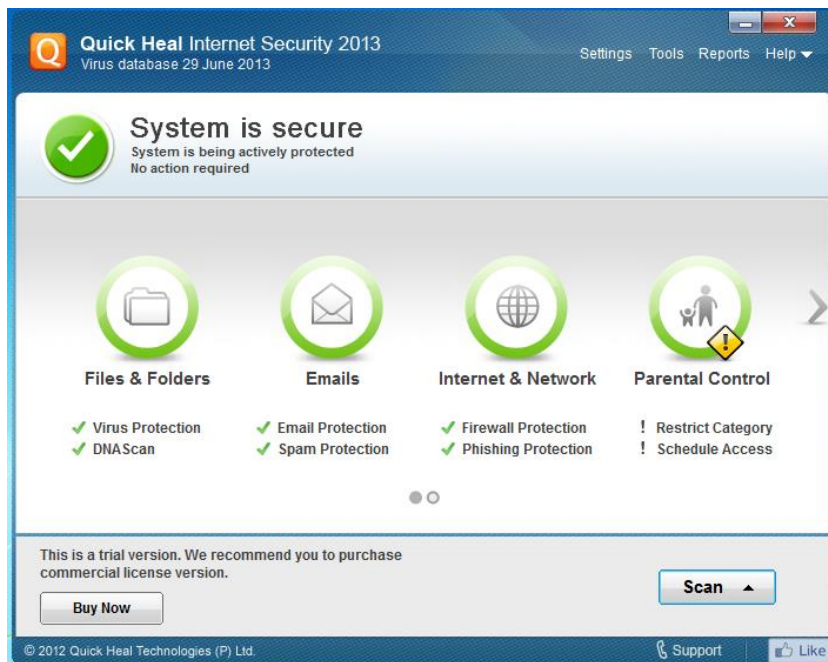 Quick Heal Internet Security 2013
Virus database 29 June 2013
Settings Tools Reports Help
System is secure
System is being actively protected
No action required
Files & Folders Emails Internet & Network Parental Control
Virus Protection Email Protection Firewall Protection ! Restrict Category
DNAScan Spam Protection Phishing Protection ! Schedule Access
This is a trial version. We recommend you to purchase
commercial license version.
Buy Now
Scan
© 2012 Quick Heal Technologies (P) Ltd. Support Like